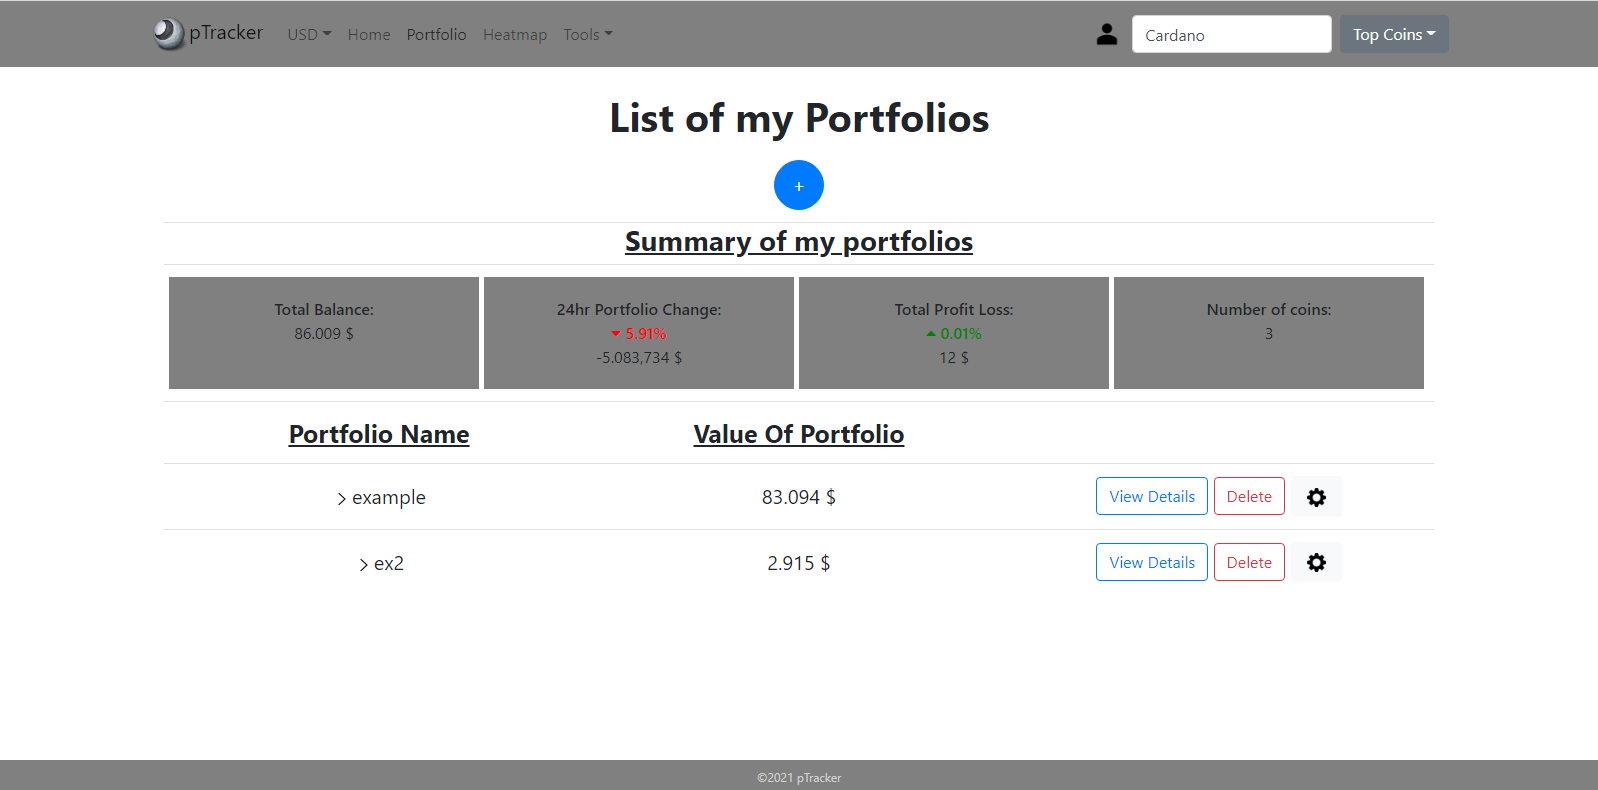 pTracker USD Home Portfolio Heatmap Tools Cardano Top Coins
List of my Portfolios
+
Summary of my portfolios
Total Balance:
86.009 $
24hr Portfolio Change:
5.91%
-5.083,734 $
Total Profit Loss:
0.01%
12 $
Number of coins:
3
Portfolio Name Value Of Portfolio
example 83.094 $ View Details Delete
ex2 2.915 $ View Details Delete
©2021 pTracker